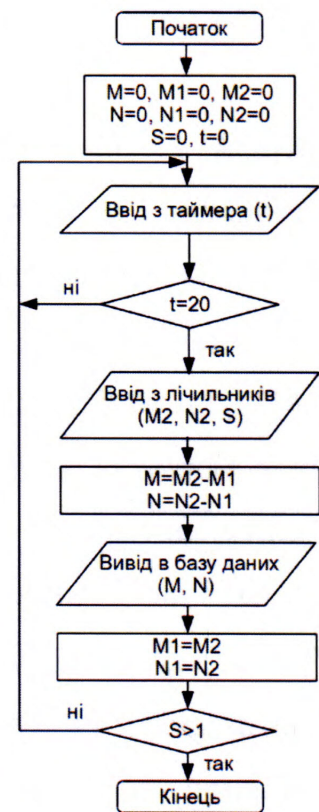 Початок
M=0, M1=0, M2=0
N=0, N1=0, N2=0
S=0, t=0
Ввід з таймера (t)
ні
t=20
так
Ввід з лічильників
(M2, N2, S)
M=M2-M1
N=N2-N1
Вивід в базу даних
(M, N)
M1=M2
N1=N2
ні
S>1
так
Кінець